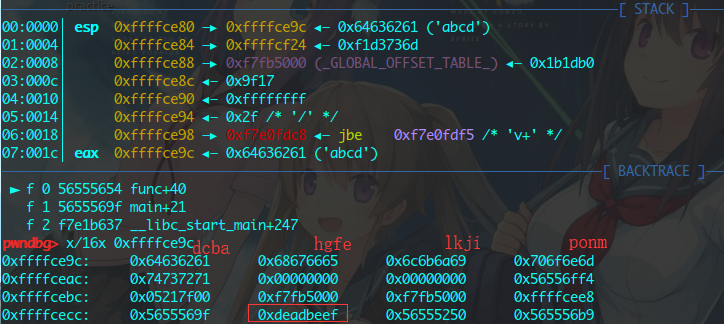 practice
[ STACK ]
00:0000│ esp 0xffffce80 —▸ 0xffffce9c ◂— 0x64636261 ('abcd')
01:0004│ 0xffffce84 —▸ 0xffffcf24 ◂— 0xf1d3736d
02:0008│ 0xffffce88 —▸ 0xf7fb5000 (_GLOBAL_OFFSET_TABLE_) ◂— 0x1b1db0
03:000c│ 0xffffce8c ◂— 0x9f17
04:0010│ 0xffffce90 ◂— 0xffffffff
05:0014│ 0xffffce94 ◂— 0x2f /* '/' */
06:0018│ 0xffffce98 —▸ 0xf7e0fdc8 ◂— jbe 0xf7e0fdf5 /* 'v+' */
07:001c│ eax 0xffffce9c ◂— 0x64636261 ('abcd')
[ BACKTRACE ]
► f 0 56555654 func+40
f 1 5655569f main+21
f 2 f7e1b637 __libc_start_main+247
pwndbg> x/16x 0xffffce9c
dcba hgfe lkji ponm
0xffffce9c: 0x64636261 0x68676665 0x6c6b6a69 0x706f6e6d
0xffffceac: 0x74737271 0x00000000 0x00000000 0x56556ff4
0xffffcebc: 0x05217f00 0xf7fb5000 0xf7fb5000 0xffffcee8
0xffffcecc: 0x5655569f 0xdeadbeef 0x56555250 0x565556b9